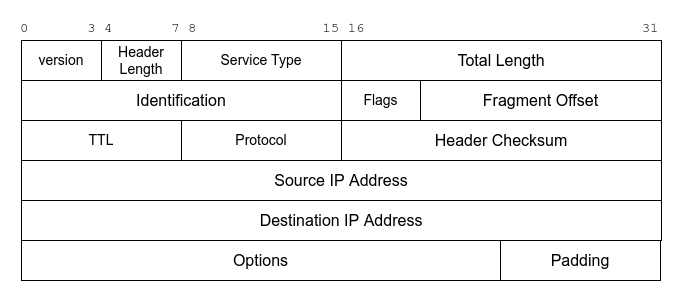 0 3 4 7 8 15 16 31
version Header Length Service Type Total Length
Identification Flags Fragment Offset
TTL Protocol Header Checksum
Source IP Address
Destination IP Address
Options Padding